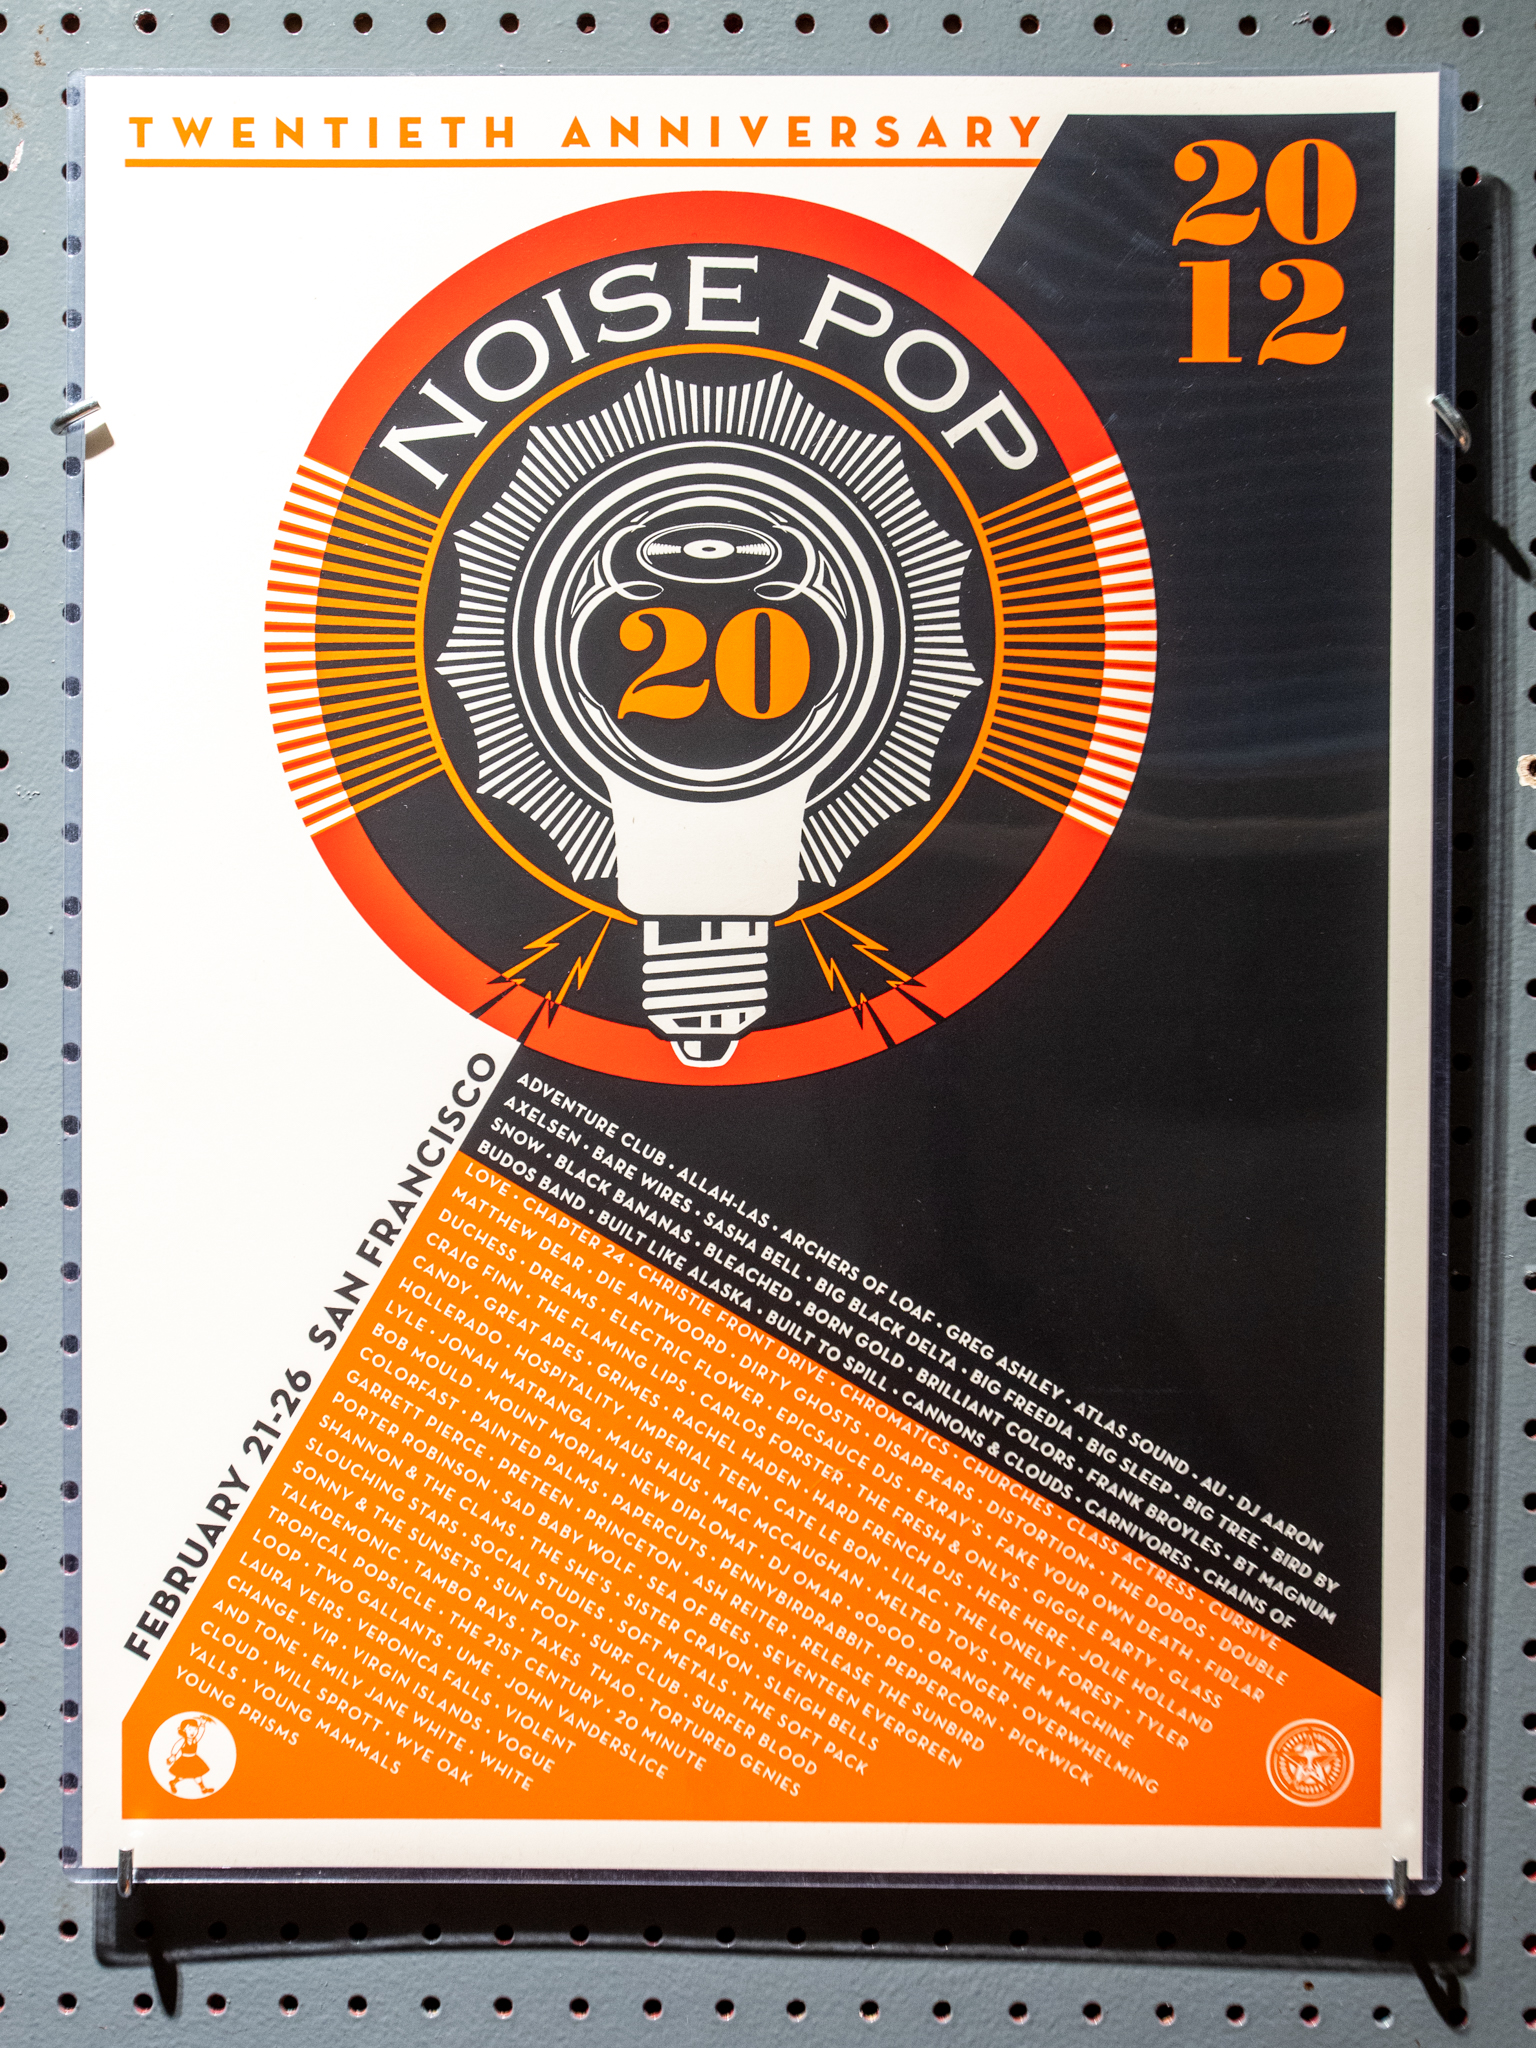 TWENTIETH ANNIVERSARY
20
12
NOISE POP
20
FEBRUARY 21-26 SAN FRANCISCO
ADVENTURE CLUB · ALLAH-LAS · ARCHERS OF LOAF · GREG ASHLEY · ATLAS SOUND · AU · DJ AARON
AXELSEN · BARE WIRES · SASHA BELL · BIG BLACK DELTA · BIG FREEDIA · BIG SLEEP · BIG TREE · BIRD BY
SNOW · BLACK BANANAS · BLEACHED · BORN GOLD · BRILLIANT COLORS · FRANK BROYLES · BT MAGNUM
BUDOS BAND · BUILT LIKE ALASKA · BUILT TO SPILL · CANNONS & CLOUDS · CARNIVORES · CHAINS OF
LOVE · CHAPTER 24 · CHRISTIE FRONT DRIVE · CHROMATICS · CHURCHES · CLASS ACTRESS · CURSIVE
MATTHEW DEAR · DIE ANTWOORD · DIRTY GHOSTS · DISAPPEARS · DISTORTION · THE DODOS · DOUBLE
DUCHESS · DREAMS · ELECTRIC FLOWER · EPICSAUCE DJS · EXRAY'S · FAKE YOUR OWN DEATH · FIDLAR
CRAIG FINN · THE FLAMING LIPS · CARLOS FORSTER · THE FRESH & ONLYS · GIGGLE PARTY · GLASS
CANDY · GREAT APES · GRIMES · RACHEL HADEN · HARD FRENCH DJS · HERE HERE · JOLIE HOLLAND
HOLLERADO · HOSPITALITY · IMPERIAL TEEN · CATE LE BON · LILAC · THE LONELY FOREST · TYLER
LYLE · JONAH MATRANGA · MAUS HAUS · MAC MCCAUGHAN · MELTED TOYS · THE M MACHINE
BOB MOULD · MOUNT MORIAH · NEW DIPLOMAT · DJ OMAR · oOoOO · ORANGER · OVERWHELMING
COLORFAST · PAINTED PALMS · PAPERCUTS · PENNYBIRDRABBIT · PEPPERCORN · PICKWICK
GARRETT PIERCE · PRETEEN · PRINCETON · ASH REITER · RELEASE THE SUNBIRD
PORTER ROBINSON · SAD BABY WOLF · SEA OF BEES · SEVENTEEN EVERGREEN
SHANNON & THE CLAMS · THE SHE'S · SISTER CRAYON · SLEIGH BELLS
SLOUCHING STARS · SOCIAL STUDIES · SOFT METALS · THE SOFT PACK
SONNY & THE SUNSETS · SUN FOOT · SURF CLUB · SURFER BLOOD
TALKDEMONIC · TAMBO RAYS · TAXES · THAO · TORTURED GENIES
TROPICAL POPSICLE · THE 21ST CENTURY · 20 MINUTE
LOOP · TWO GALLANTS · UME · JOHN VANDERSLICE
LAURA VEIRS · VERONICA FALLS · VIOLENT
CHANGE · VIR · VIRGIN ISLANDS · VOGUE
AND TONE · EMILY JANE WHITE · WHITE
CLOUD · WILL SPROTT · WYE OAK
YALLS · YOUNG MAMMALS
YOUNG PRISMS